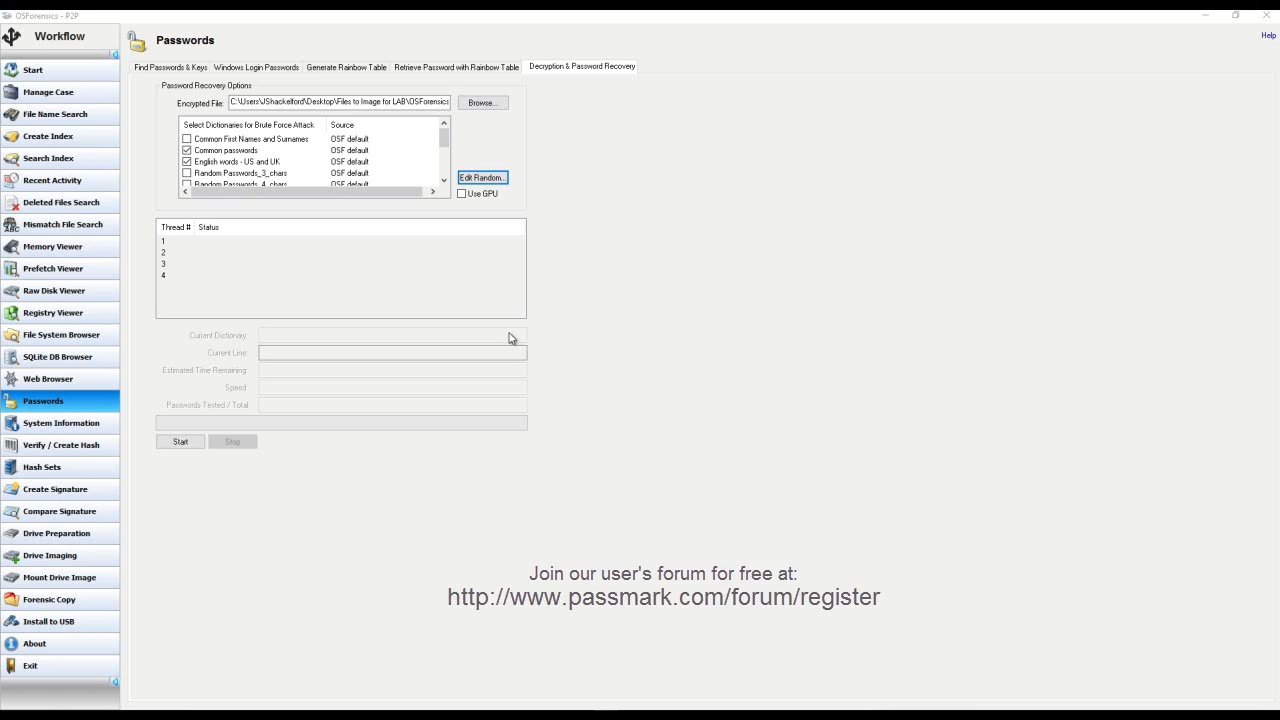 OSForensics - P2P
Workflow
Passwords
Help
Find Passwords & Keys
Windows Login Passwords
Generate Rainbow Table
Retrieve Password with Rainbow Table
Decryption & Password Recovery
Start
Manage Case
File Name Search
Create Index
Search Index
Recent Activity
Deleted Files Search
Mismatch File Search
Memory Viewer
Prefetch Viewer
Raw Disk Viewer
Registry Viewer
File System Browser
SQLite DB Browser
Web Browser
Passwords
System Information
Verify / Create Hash
Hash Sets
Create Signature
Compare Signature
Drive Preparation
Drive Imaging
Mount Drive Image
Forensic Copy
Install to USB
About
Exit
Password Recovery Options
Encrypted File: C:\Users\JShackelford\Desktop\Files to Image for LAB\OSForensics
Browse...
Select Dictionaries for Brute Force Attack Source
Common First Names and Surnames OSF default
Common passwords OSF default
English words - US and UK OSF default
Random Passwords_3_chars OSF default
Random Passwords_4_chars OSF default
Edit Random...
Use GPU
Thread # Status
1
2
3
4
Current Dictionary:
Current Line:
Estimated Time Remaining:
Speed:
Passwords Tested / Total
Start Stop
Join our user's forum for free at:
http://www.passmark.com/forum/register